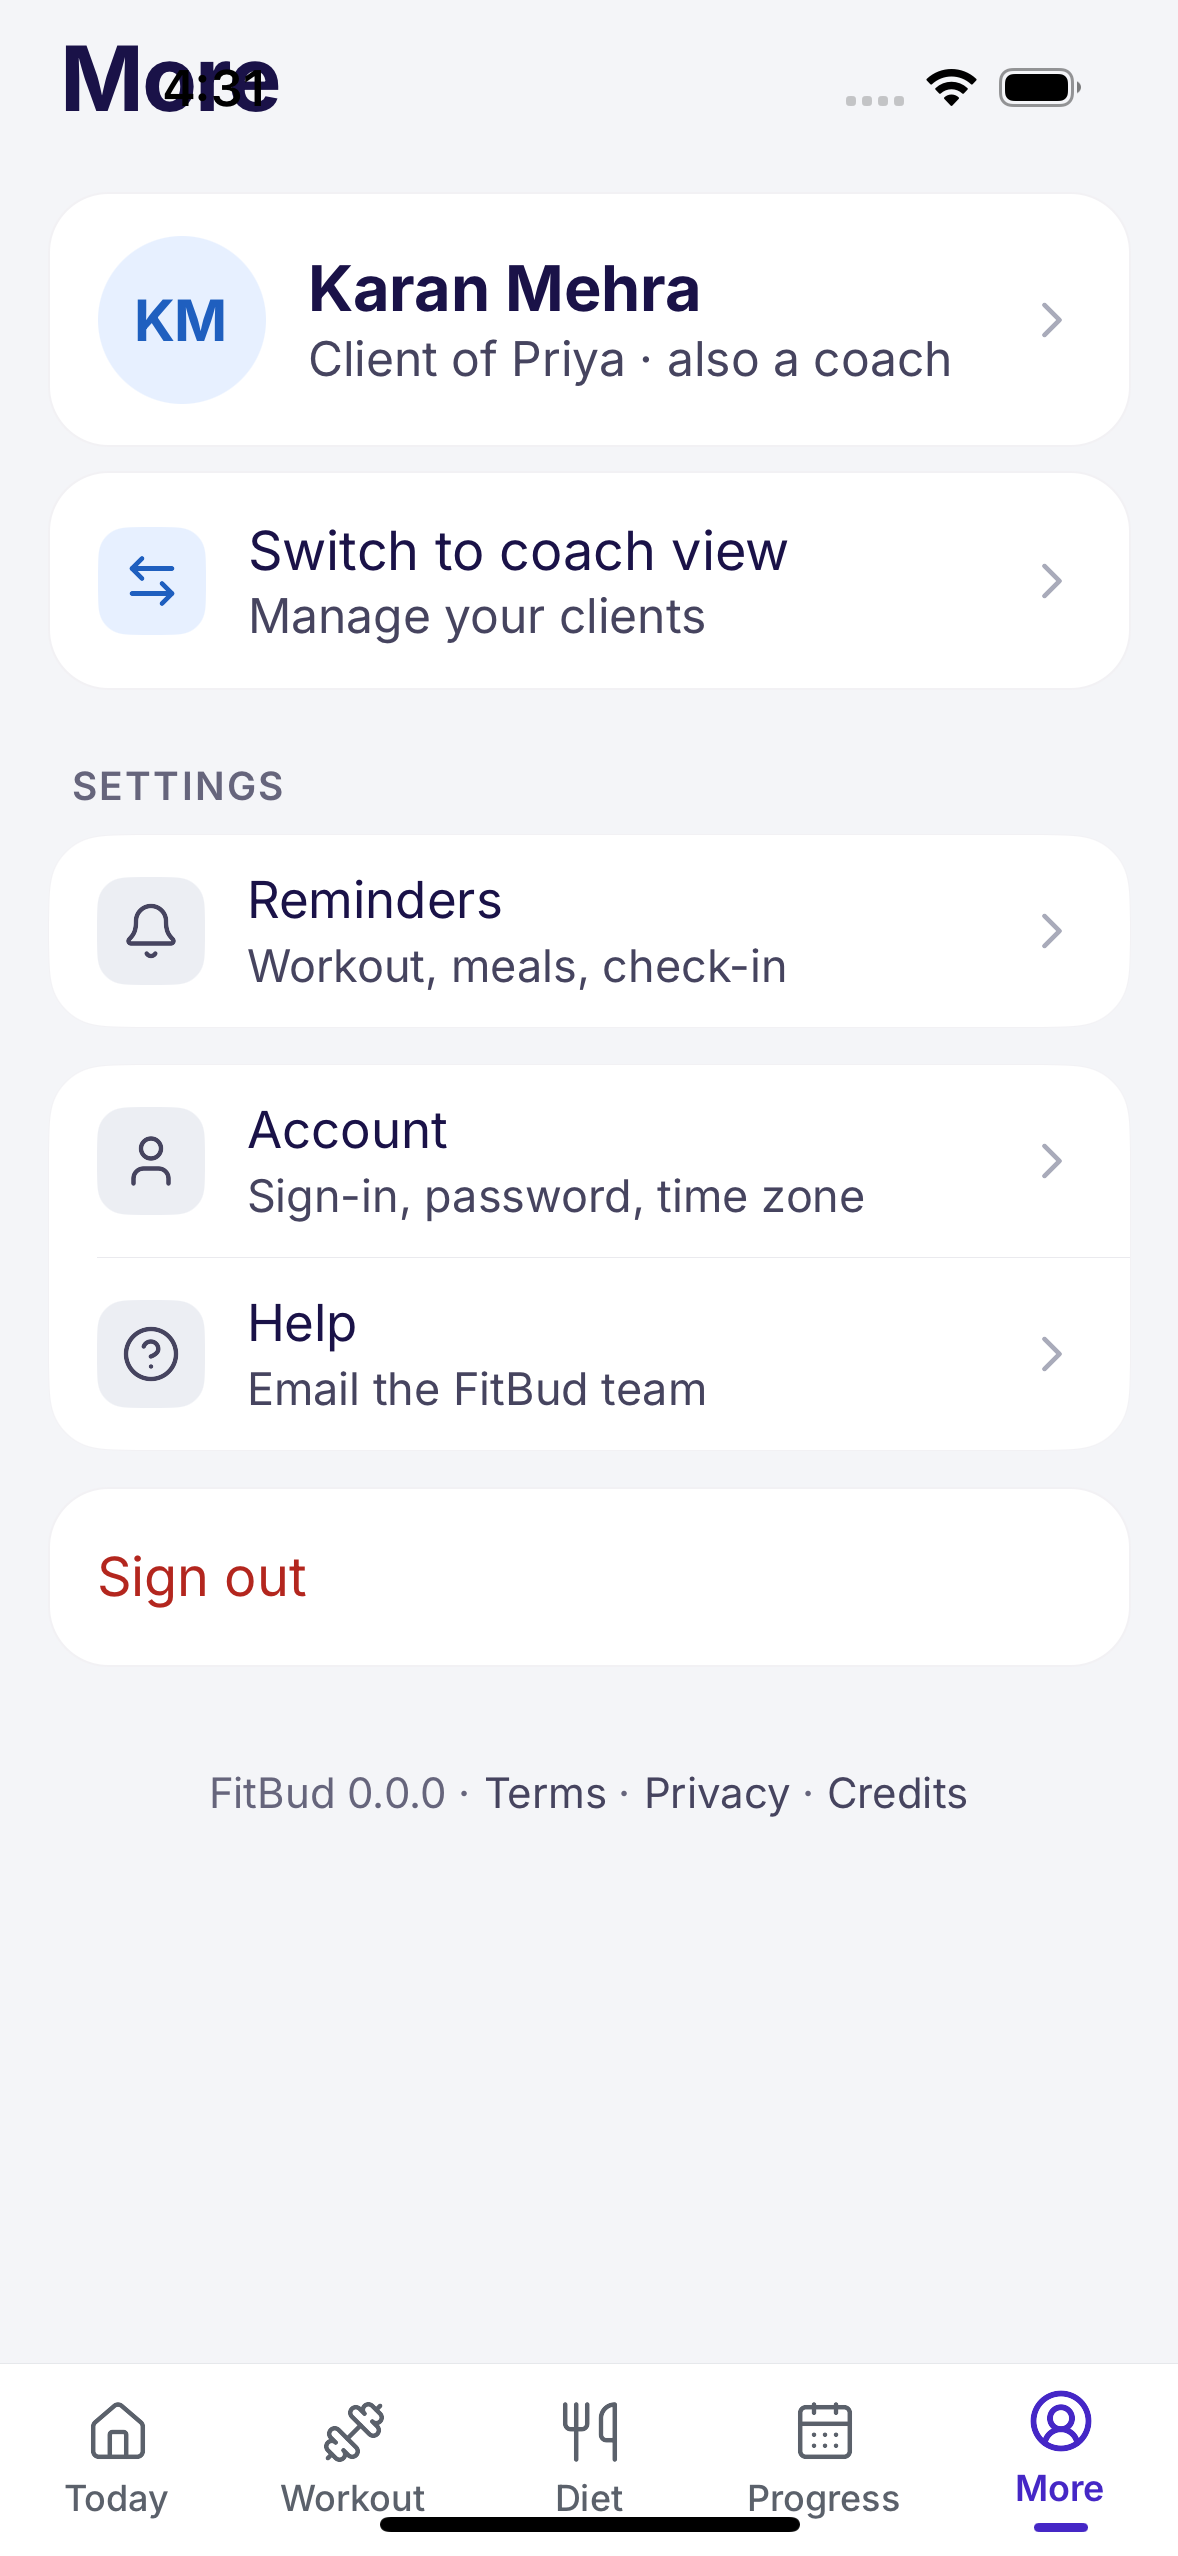 More
4:31
KM
Karan Mehra
Client of Priya · also a coach
Switch to coach view
Manage your clients
SETTINGS
Reminders
Workout, meals, check-in
Account
Sign-in, password, time zone
Help
Email the FitBud team
Sign out
FitBud 0.0.0 · Terms · Privacy · Credits
Today
Workout
Diet
Progress
More